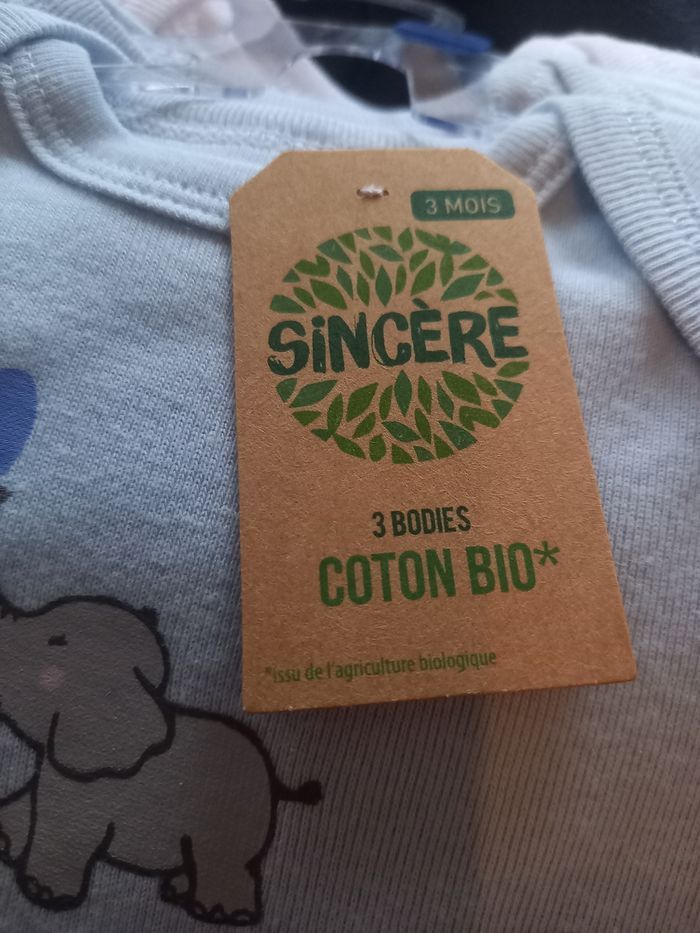 3 MOIS
SiNCÈRE
3 BODIES
COTON BIO*
*issu de l'agriculture biologique